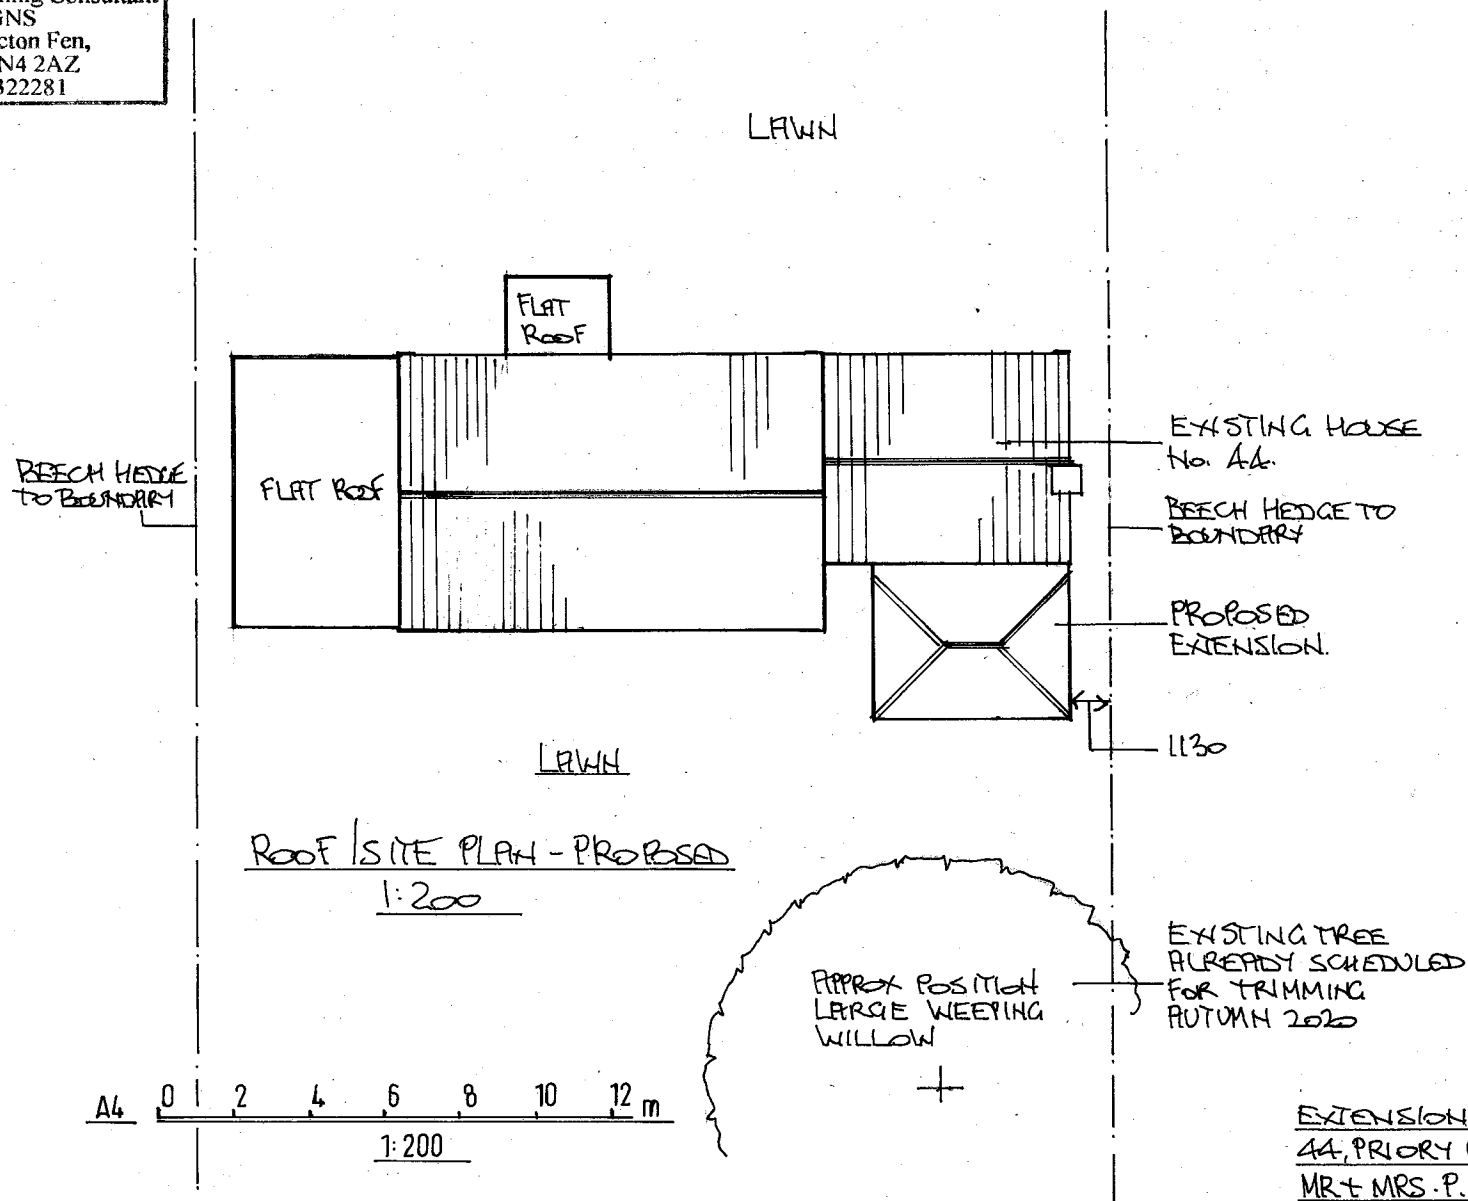 Consultant
GNS
cton Fen,
N4 2AZ
322281
LAWN
FLAT
ROOF
FLAT ROOF
BEECH HEDGE
TO BOUNDARY
EXISTING HOUSE
No. 44.
BEECH HEDGE TO
BOUNDARY
PROPOSED
EXTENSION.
1130
LAWN
ROOF/SITE PLAN - PROPOSED
1:200
APPROX POSITION
LARGE WEEPING
WILLOW
EXISTING TREE
ALREADY SCHEDULED
FOR TRIMMING
AUTUMN 2020
A4 0 2 4 6 8 10 12 m
1:200
EXTENSION
44, PRIORY
MR + MRS. P.